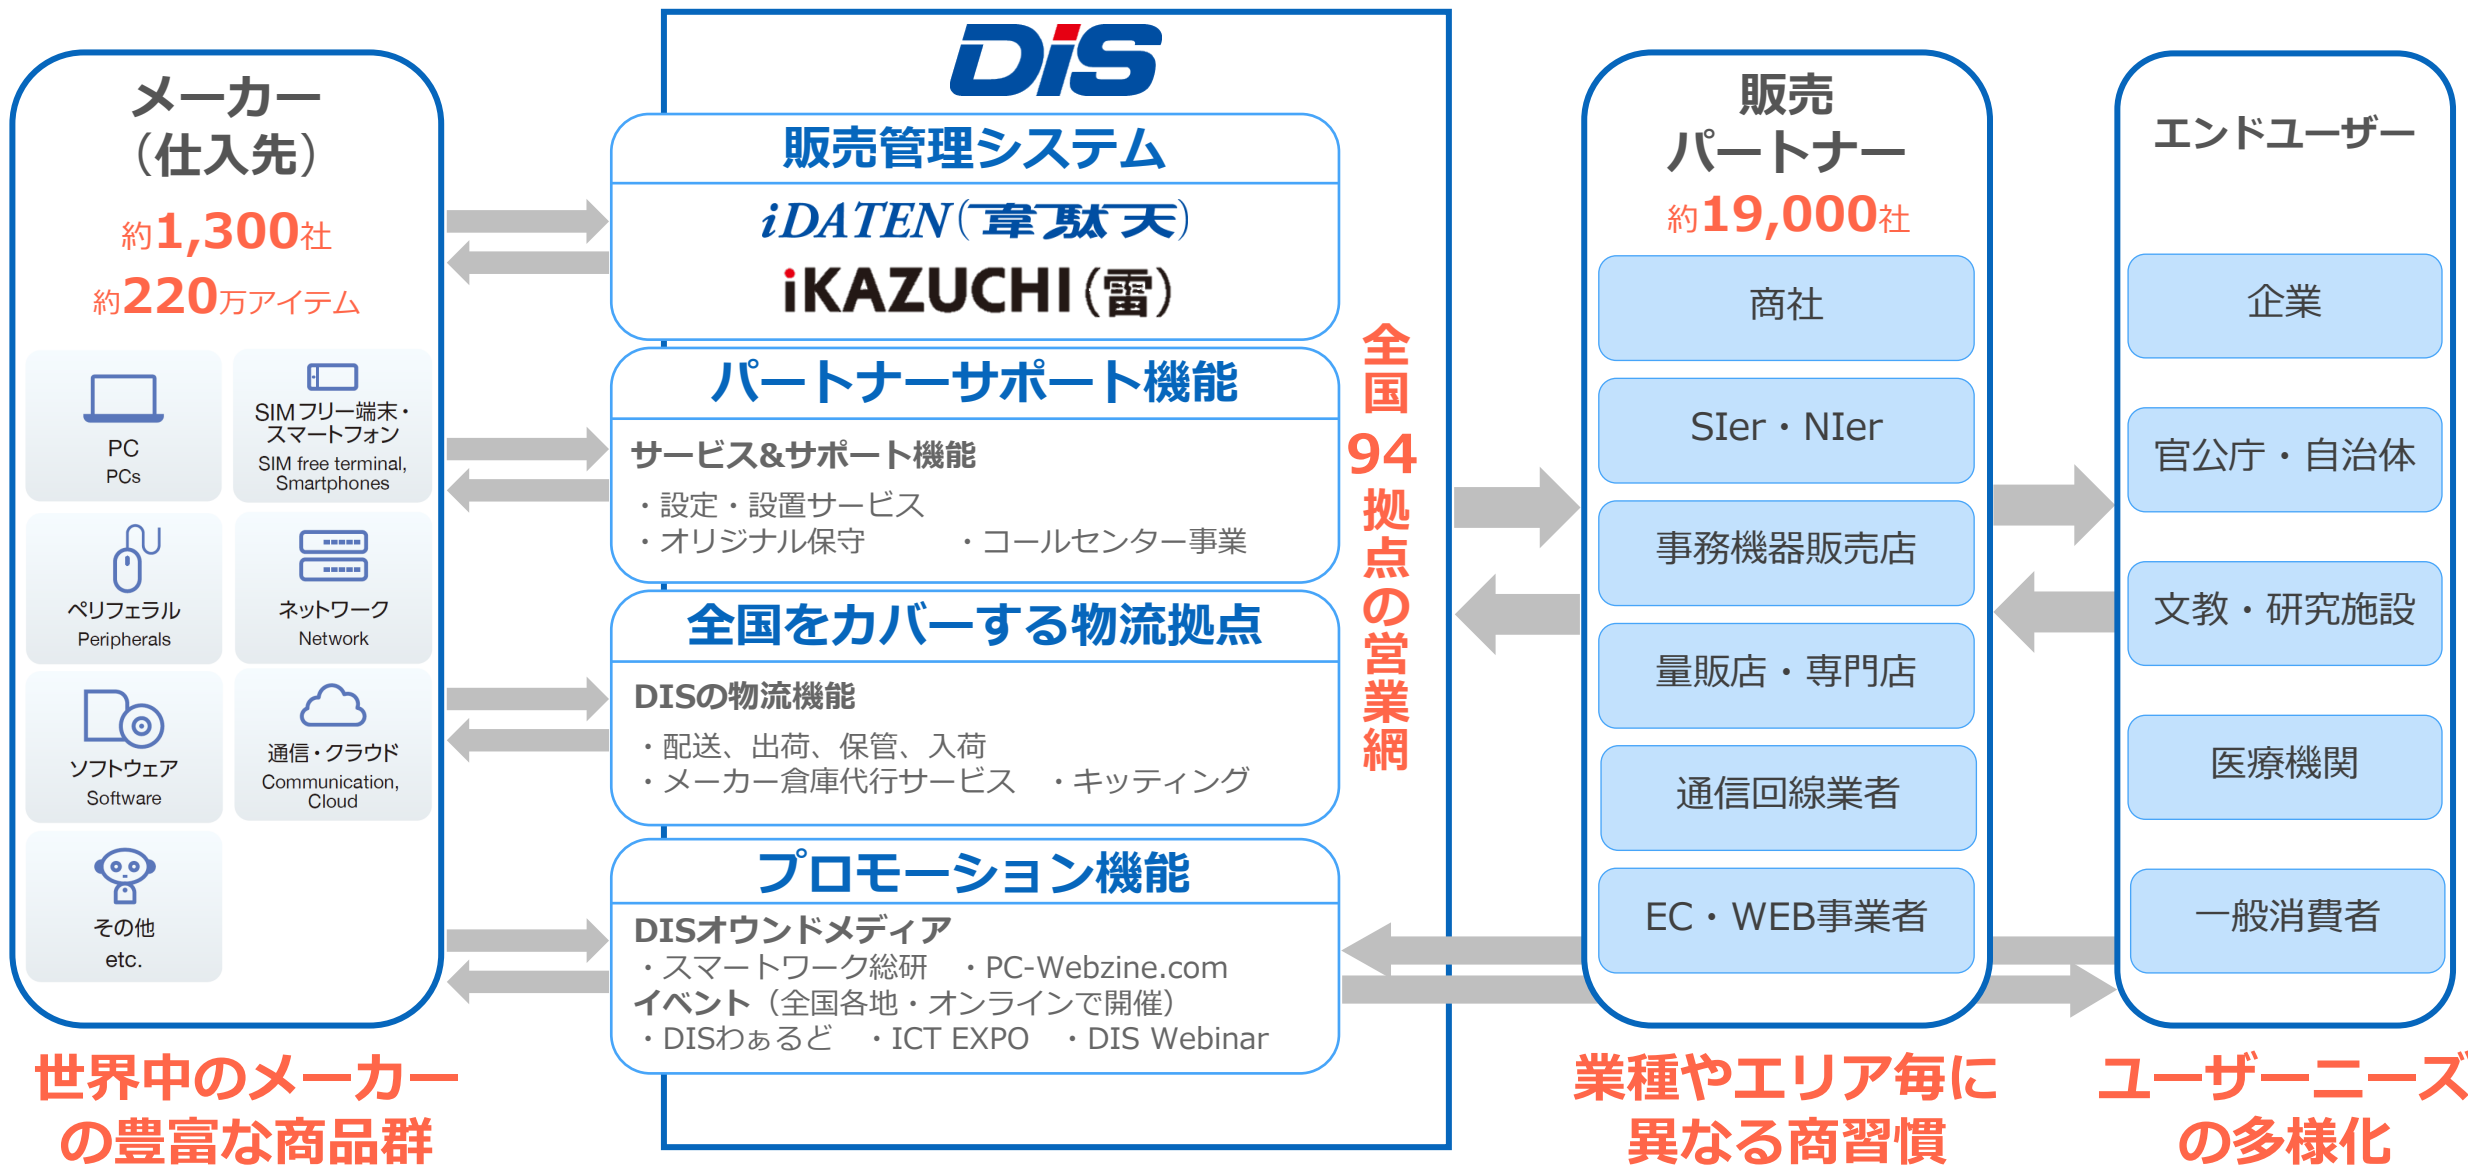 メーカー
（仕入先）
約1,300社
約220万アイテム
PC
PCs
SIMフリー端末・
スマートフォン
SIM free terminal,
Smartphones
ペリフェラル
Peripherals
ネットワーク
Network
ソフトウェア
Software
通信・クラウド
Communication,
Cloud
その他
etc.
世界中のメーカー
の豊富な商品群
DiS
販売管理システム
iDATEN(韋駄天)
iKAZUCHI(雷)
パートナーサポート機能
サービス&サポート機能
・設定・設置サービス
・オリジナル保守　・コールセンター事業
全国をカバーする物流拠点
DISの物流機能
・配送、出荷、保管、入荷
・メーカー倉庫代行サービス　・キッティング
プロモーション機能
DISオウンドメディア
・スマートワーク総研　・PC-Webzine.com
イベント（全国各地・オンラインで開催）
・DISわぁるど　・ICT EXPO　・DIS Webinar
全国94拠点の営業網
販売
パートナー
約19,000社
商社
SIer・NIer
事務機器販売店
量販店・専門店
通信回線業者
EC・WEB事業者
業種やエリア毎に
異なる商習慣
エンドユーザー
企業
官公庁・自治体
文教・研究施設
医療機関
一般消費者
ユーザーニーズ
の多様化